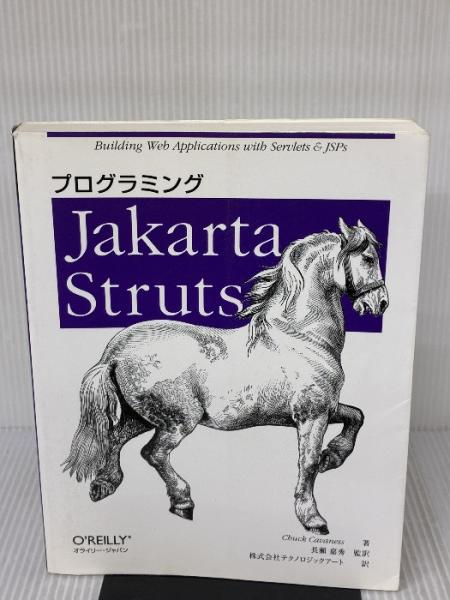 Building Web Applications with Servlets & JSPs
プログラミング
Jakarta
Struts
O'REILLY®
オライリー・ジャパン
Chuck Cavaness 著
長瀬 嘉秀 監訳
株式会社テクノロジックアート 訳